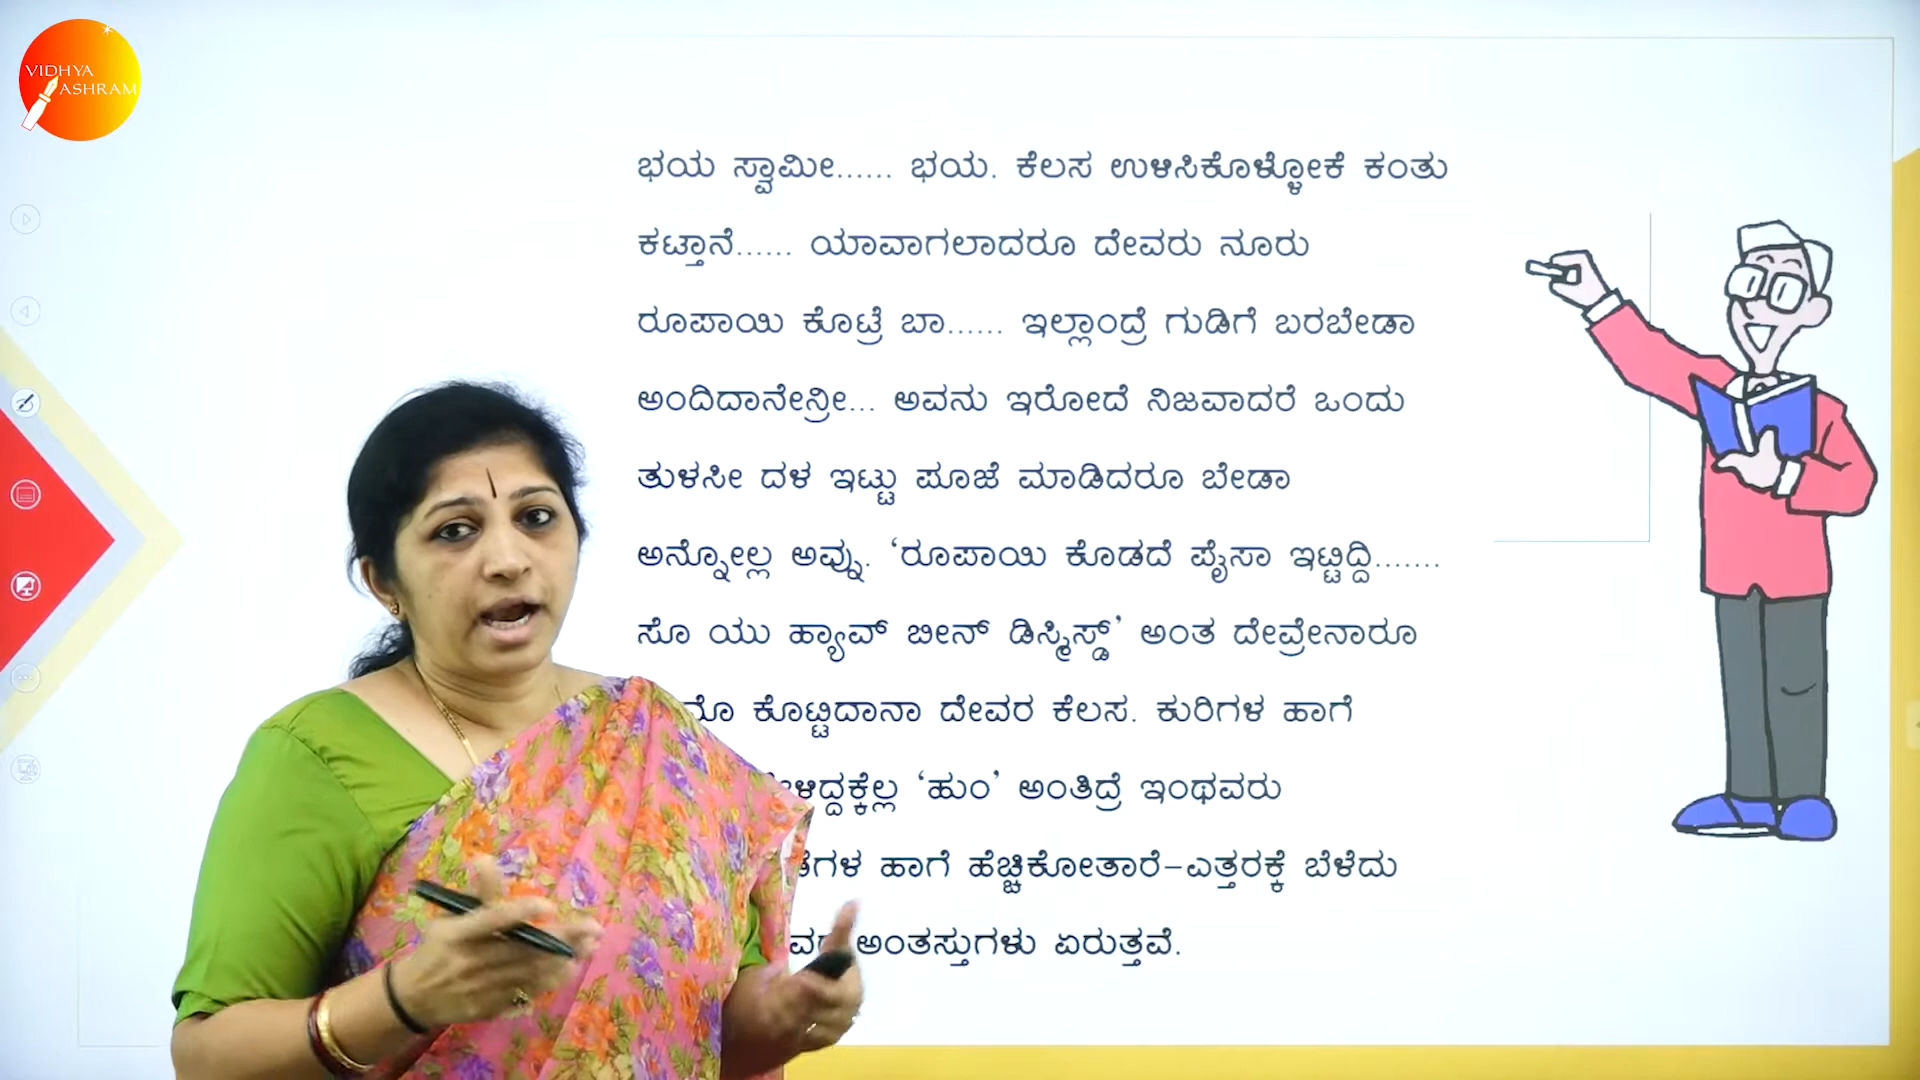 VIDHYA
ASHRAM
ಭಯ ಸ್ವಾಮೀ...... ಭಯ. ಕೆಲಸ ಉಳಿಸಿಕೊಳ್ಳೋಕೆ ಕಂತು
ಕಟ್ತಾನೆ...... ಯಾವಾಗಲಾದರೂ ದೇವರು ನೂರು
ರೂಪಾಯಿ ಕೊಟ್ರೆ ಬಾ...... ಇಲ್ಲಾಂದ್ರೆ ಗುಡಿಗೆ ಬರಬೇಡಾ
ಅಂದಿದಾನೇನ್ರೀ... ಅವನು ಇರೋದೆ ನಿಜವಾದರೆ ಒಂದು
ತುಳಸೀ ದಳ ಇಟ್ಟು ಪೂಜೆ ಮಾಡಿದರೂ ಬೇಡಾ
ಅನ್ನೋಲ್ಲ ಅವ್ನು. ‘ರೂಪಾಯಿ ಕೊಡದೆ ಪೈಸಾ ಇಟ್ಟಿದ್ದಿ.......
ಸೊ ಯು ಹ್ಯಾವ್ ಬೀನ್ ಡಿಸ್ಮಿಸ್ಡ್’ ಅಂತ ದೇವ್ರೇನಾರೂ
ಕೊಟ್ಟಿದಾನಾ ದೇವರ ಕೆಲಸ. ಕುರಿಗಳ ಹಾಗೆ
‘ಹುಂ’ ಅಂತಿದ್ರೆ ಇಂಥವರು
ಹಾಗೆ ಹೆಚ್ಚಿಕೋತಾರೆ–ಎತ್ತರಕ್ಕೆ ಬೆಳೆದು
ಅಂತಸ್ತುಗಳು ಏರುತ್ತವೆ.